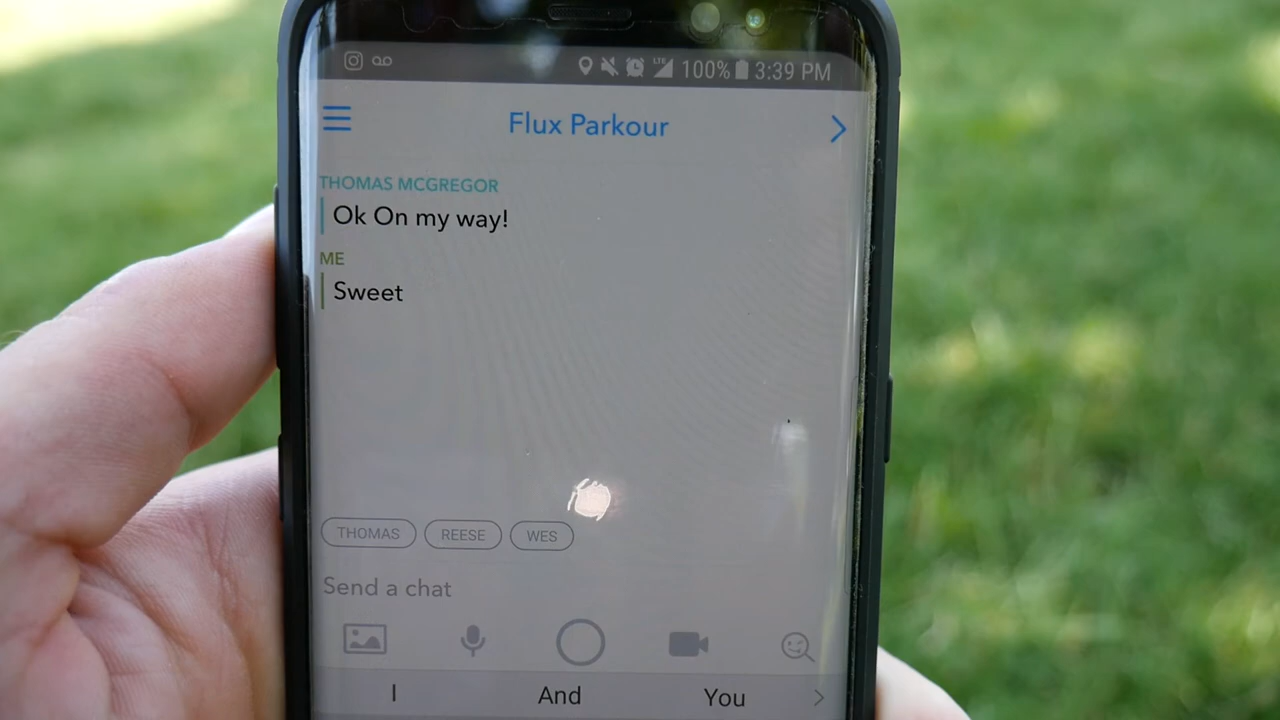 LTE 100% 3:39 PM
Flux Parkour
THOMAS MCGREGOR
Ok On my way!
ME
Sweet
THOMAS REESE WES
Send a chat
I And You